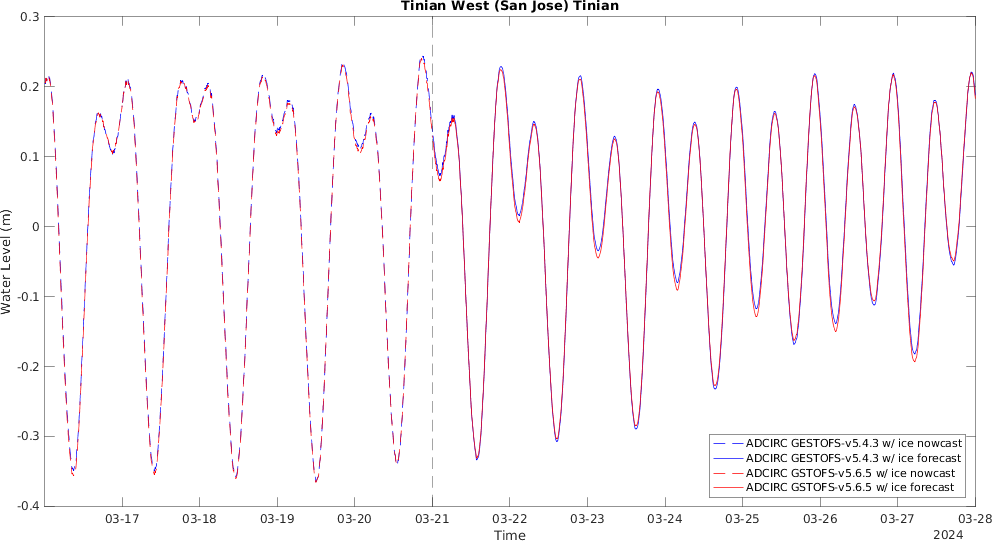 Tinian West (San Jose) Tinian
Water Level (m)
0.3
0.2
0.1
0
-0.1
-0.2
-0.3
-0.4
ADCIRC GESTOFS-v5.4.3 w/ ice nowcast
ADCIRC GESTOFS-v5.4.3 w/ ice forecast
ADCIRC GSTOFS-v5.6.5 w/ ice nowcast
ADCIRC GSTOFS-v5.6.5 w/ ice forecast
03-17 03-18 03-19 03-20 03-21 03-22 03-23 03-24 03-25 03-26 03-27 03-28
Time
2024